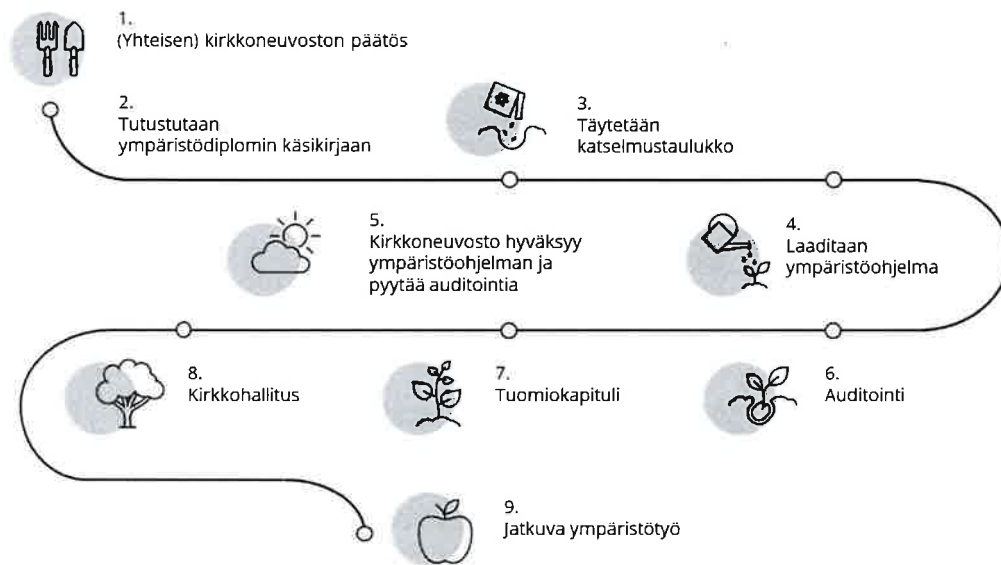 1.
(Yhteisen) kirkkoneuvoston päätös
2.
Tutustutaan
ympäristödiplomin käsikirjaan
3.
Täytetään
katselmustaulukko
4.
Laaditaan
ympäristöohjelma
5.
Kirkkoneuvosto hyväksyy
ympäristöohjelman ja
pyytää auditointia
6.
Auditointi
7.
Tuomiokapituli
8.
Kirkkohallitus
9.
Jatkuva ympäristötyö